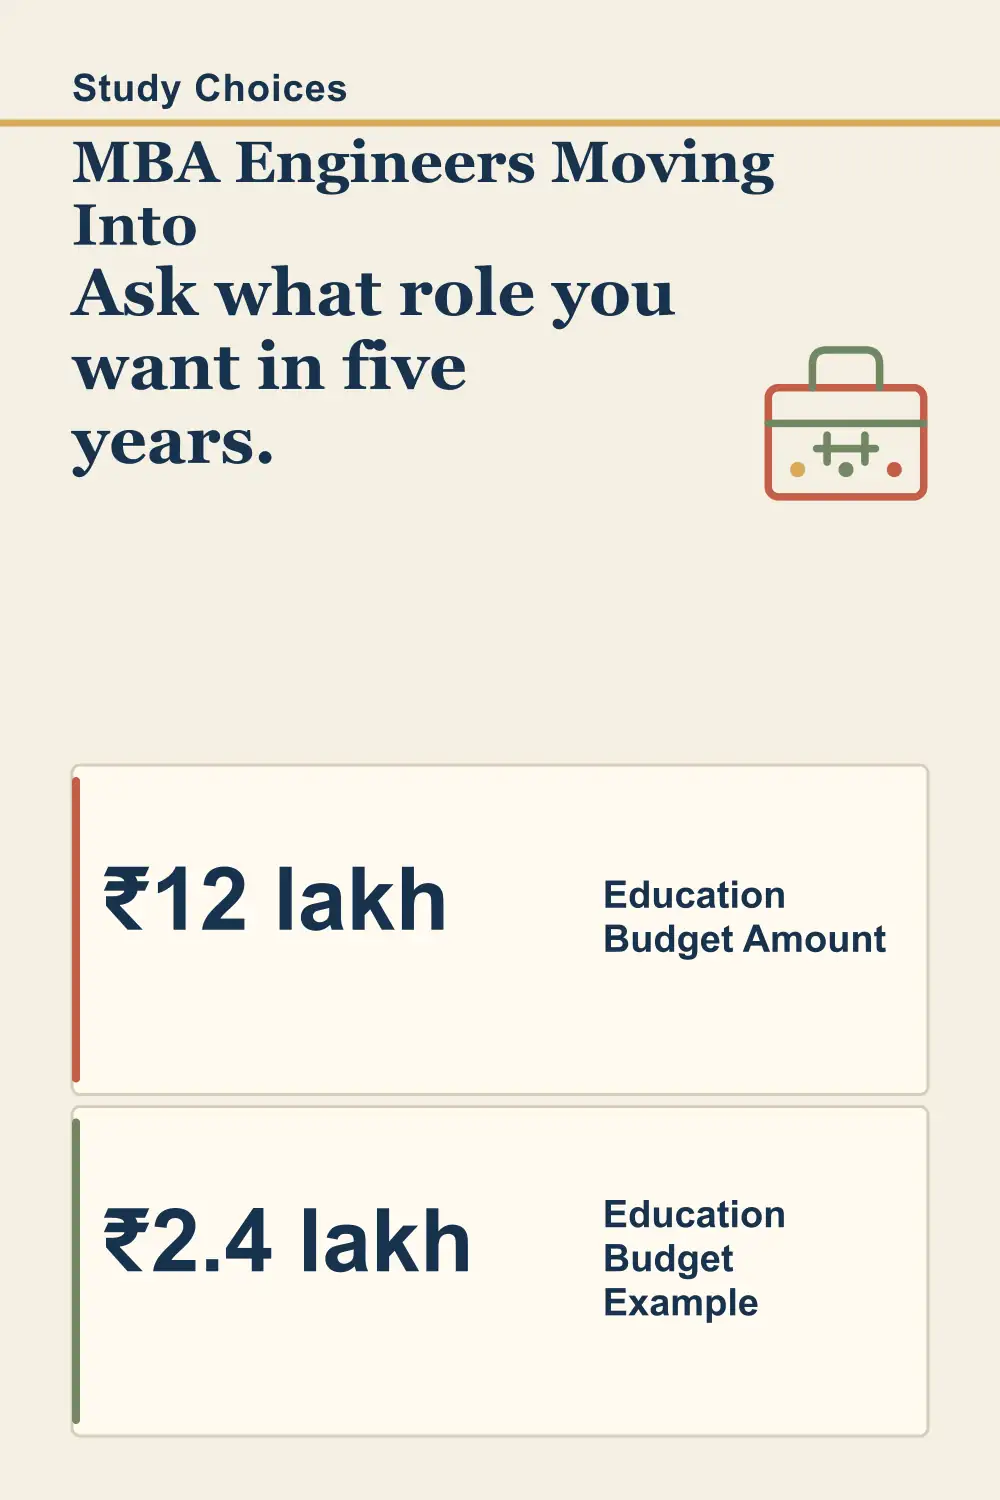 Study Choices
MBA Engineers Moving
Into
Ask what role you
want in five
years.
₹12 lakh
Education
Budget Amount
₹2.4 lakh
Education
Budget
Example